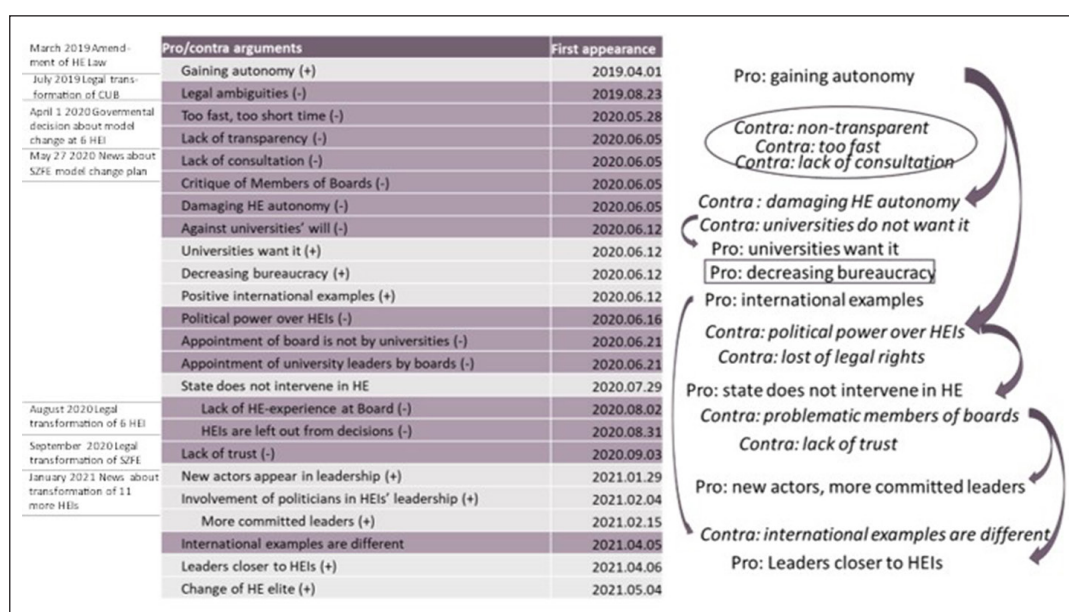 March 2019 Amend-
ment of HE Law
July 2019 Legal trans-
formation of CUB
April 1 2020 Govermental
decision about model
change at 6 HEI
May 27 2020 News about
SZFE model change plan
August 2020 Legal
transformation of 6 HEI
September 2020 Legal
transformation of SZFE
January 2021 News about
transformation of 11
more HEIs
Pro/contra arguments First appearance
Gaining autonomy (+) 2019.04.01
Legal ambiguities (-) 2019.08.23
Too fast, too short time (-) 2020.05.28
Lack of transparency (-) 2020.06.05
Lack of consultation (-) 2020.06.05
Critique of Members of Boards (-) 2020.06.05
Damaging HE autonomy (-) 2020.06.05
Against universities' will (-) 2020.06.12
Universities want it (+) 2020.06.12
Decreasing bureaucracy (+) 2020.06.12
Positive international examples (+) 2020.06.12
Political power over HEIs (-) 2020.06.16
Appointment of board is not by universities (-) 2020.06.21
Appointment of university leaders by boards (-) 2020.06.21
State does not intervene in HE 2020.07.29
Lack of HE-experience at Board (-) 2020.08.02
HEIs are left out from decisions (-) 2020.08.31
Lack of trust (-) 2020.09.03
New actors appear in leadership (+) 2021.01.29
Involvement of politicians in HEIs' leadership (+) 2021.02.04
More committed leaders (+) 2021.02.15
International examples are different 2021.04.05
Leaders closer to HEIs (+) 2021.04.06
Change of HE elite (+) 2021.05.04
Pro: gaining autonomy
Contra: non-transparent
Contra: too fast
Contra: lack of consultation
Contra : damaging HE autonomy
Contra: universities do not want it
Pro: universities want it
Pro: decreasing bureaucracy
Pro: international examples
Contra: political power over HEIs
Contra: lost of legal rights
Pro: state does not intervene in HE
Contra: problematic members of boards
Contra: lack of trust
Pro: new actors, more committed leaders
Contra: international examples are different
Pro: Leaders closer to HEIs